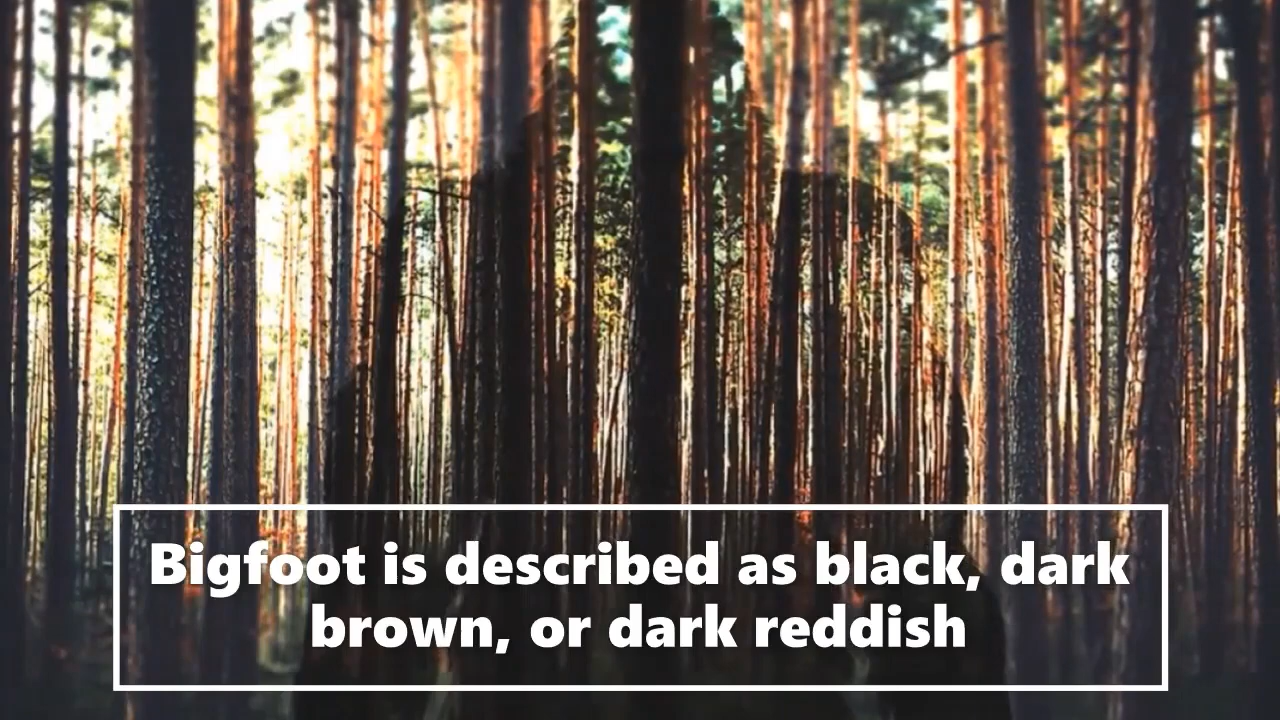 Bigfoot is described as black, dark
brown, or dark reddish